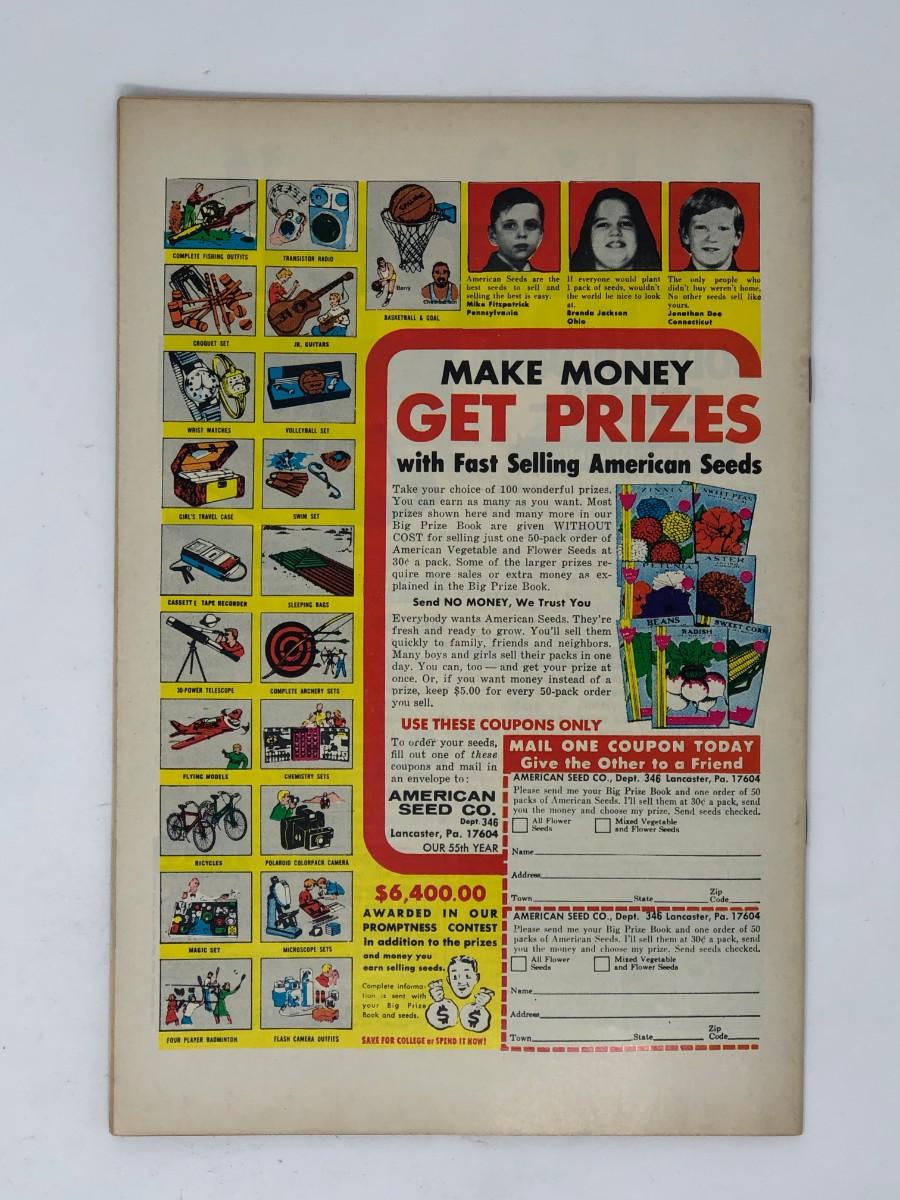 COMPLETE FISHING OUTFITS
TRANSISTOR RADIO
CROQUET SET
JR. GUITARS
WRIST WATCHES
VOLLEYBALL SET
GIRL'S TRAVEL CASE
SWIM SET
CASSETTE TAPE RECORDER
SLEEPING BAGS
30-POWER TELESCOPE
COMPLETE ARCHERY SETS
FLYING MODELS
CHEMISTRY SETS
BICYCLES
POLAROID COLORPACK CAMERA
MAGIC SET
MICROSCOPE SETS
FOUR PLAYER BADMINTON
FLASH CAMERA OUTFITS
SPALDING
Barry
Chamberlain
BASKETBALL & GOAL
American Seeds are the
best seeds to sell and
selling the best is easy.
Mike Fitzpatrick
Pennsylvania
If everyone would plant
1 pack of seeds, wouldn't
the world be nice to look
at.
Brenda Jackson
Ohio
The only people who
didn't buy weren't home.
No other seeds sell like
yours.
Jonathan Dee
Connecticut
MAKE MONEY
GET PRIZES
with Fast Selling American Seeds
Take your choice of 100 wonderful prizes.
You can earn as many as you want. Most
prizes shown here and many more in our
Big Prize Book are given WITHOUT
COST for selling just one 50-pack order of
American Vegetable and Flower Seeds at
30¢ a pack. Some of the larger prizes re-
quire more sales or extra money as ex-
plained in the Big Prize Book.
Send NO MONEY, We Trust You
Everybody wants American Seeds. They're
fresh and ready to grow. You'll sell them
quickly to family, friends and neighbors.
Many boys and girls sell their packs in one
day. You can, too — and get your prize at
once. Or, if you want money instead of a
prize, keep $5.00 for every 50-pack order
you sell.
ZINNIA
SWEET PEAS
PETUNIA
ASTER
BEANS
RADISH
SWEET CORN
USE THESE COUPONS ONLY
To order your seeds,
fill out one of these
coupons and mail in
an envelope to:
AMERICAN
SEED CO.
Dept. 346
Lancaster, Pa. 17604
OUR 55th YEAR
MAIL ONE COUPON TODAY
Give the Other to a Friend
AMERICAN SEED CO., Dept. 346 Lancaster, Pa. 17604
Please send me your Big Prize Book and one order of 50
packs of American Seeds. I'll sell them at 30¢ a pack, send
you the money and choose my prize. Send seeds checked.
All Flower
Seeds
Mixed Vegetable
and Flower Seeds
Name
Address
Town State Zip Code
AMERICAN SEED CO., Dept. 346 Lancaster, Pa. 17604
Please send me your Big Prize Book and one order of 50
packs of American Seeds. I'll sell them at 30¢ a pack, send
you the money and choose my prize. Send seeds checked.
All Flower
Seeds
Mixed Vegetable
and Flower Seeds
Name
Address
Town State Zip Code
$6,400.00
AWARDED IN OUR
PROMPTNESS CONTEST
in addition to the prizes
and money you
earn selling seeds.
Complete informa-
tion is sent with
your Big Prize
Book and seeds.
$ $
SAVE FOR COLLEGE or SPEND IT NOW!